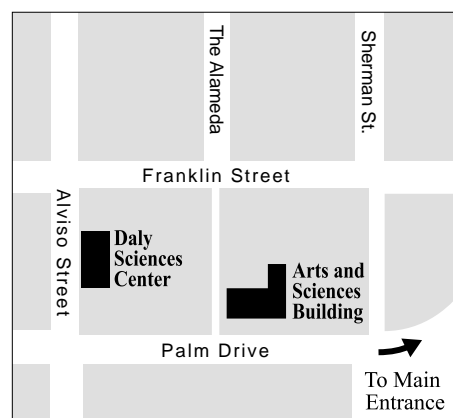 The Alameda
Sherman St.
Franklin Street
Alviso Street
Daly
Sciences
Center
Arts and
Sciences
Building
Palm Drive
To Main
Entrance